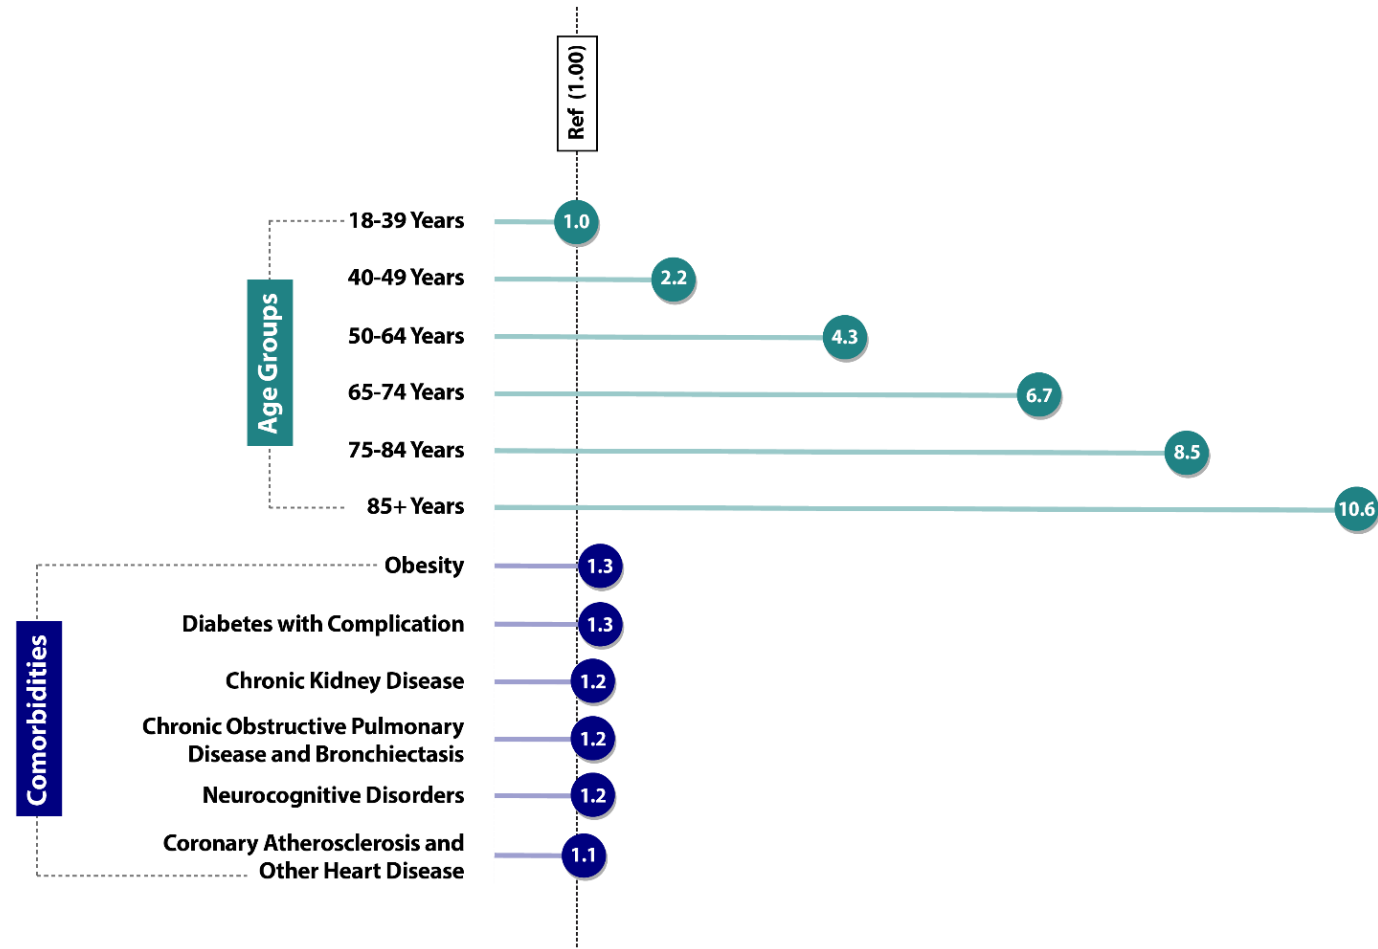 Ref (1.00)
Age Groups
18-39 Years
1.0
40-49 Years
2.2
50-64 Years
4.3
65-74 Years
6.7
75-84 Years
8.5
85+ Years
10.6
Comorbidities
Obesity
1.3
Diabetes with Complication
1.3
Chronic Kidney Disease
1.2
Chronic Obstructive Pulmonary
Disease and Bronchiectasis
1.2
Neurocognitive Disorders
1.2
Coronary Atherosclerosis and
Other Heart Disease
1.1